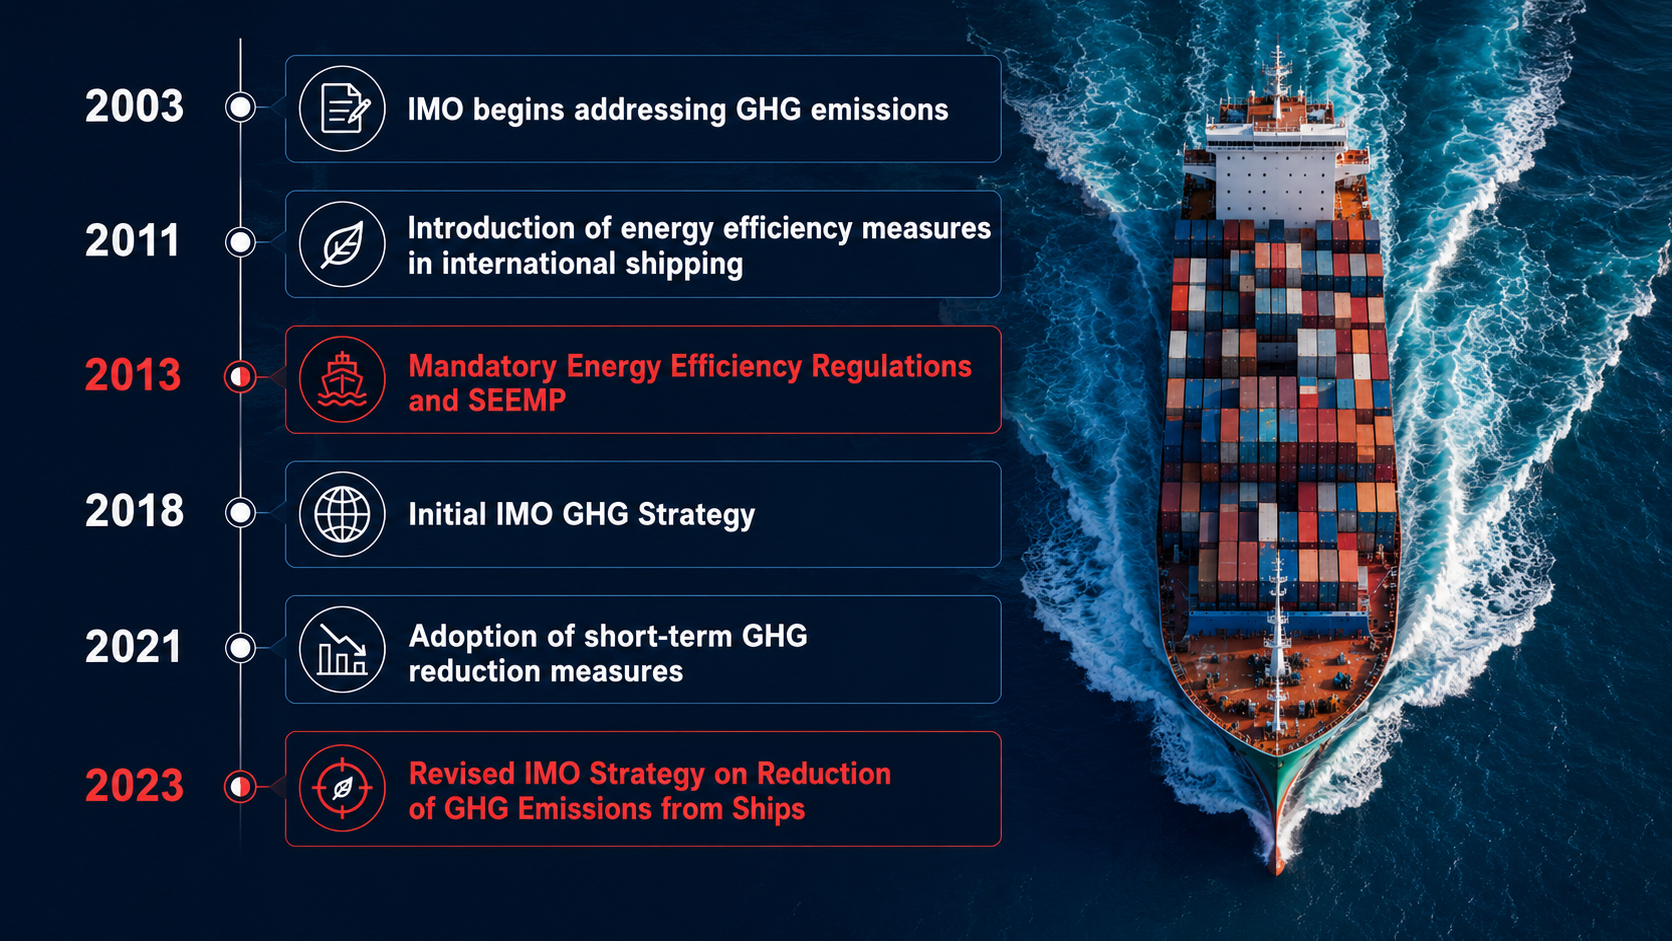 2003
IMO begins addressing GHG emissions
2011
Introduction of energy efficiency measures
in international shipping
2013
Mandatory Energy Efficiency Regulations
and SEEMP
2018
Initial IMO GHG Strategy
2021
Adoption of short-term GHG
reduction measures
2023
Revised IMO Strategy on Reduction
of GHG Emissions from Ships